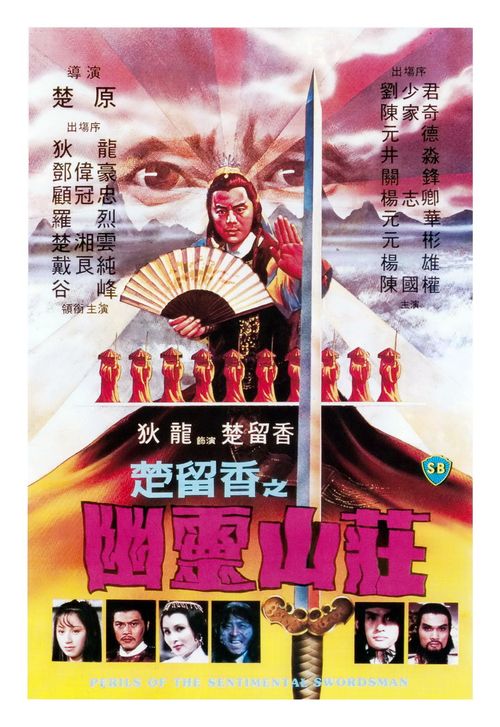 導演
楚原
出場序
狄龍
鄧偉豪
顧冠忠
羅烈
楚湘雲
戴良純
谷峰
領銜主演
出場序
劉少君
陳家奇
元德
井淼
關鋒
楊志卿
元華
元彬
楊雄
陳國權
主演
狄龍 飾演 楚留香
SB
楚留香之
幽靈山莊
PERILS OF THE SENTIMENTAL SWORDSMAN